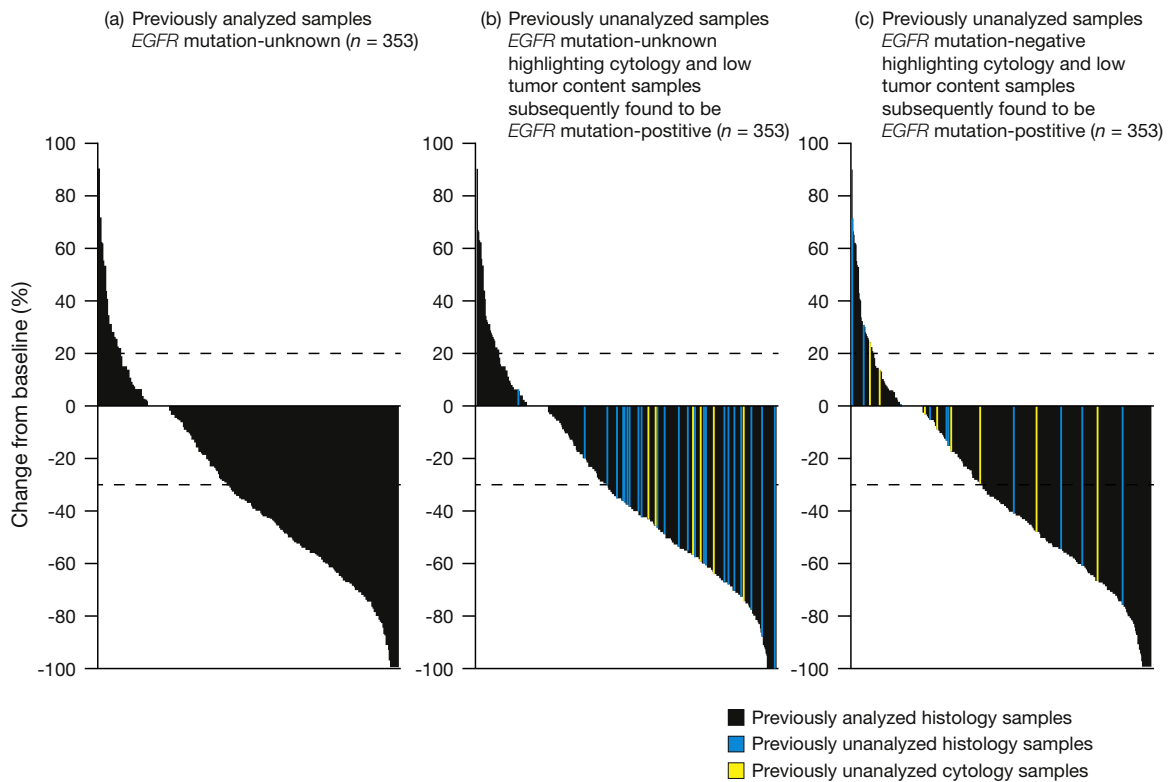 (a) Previously analyzed samples
EGFR mutation-unknown (n = 353)
(b) Previously unanalyzed samples
EGFR mutation-unknown
highlighting cytology and low
tumor content samples
subsequently found to be
EGFR mutation-postitive (n = 353)
(c) Previously unanalyzed samples
EGFR mutation-negative
highlighting cytology and low
tumor content samples
subsequently found to be
EGFR mutation-postitive (n = 353)
Change from baseline (%)
100
80
60
40
20
0
-20
-40
-60
-80
-100
100
80
60
40
20
0
-20
-40
-60
-80
-100
100
80
60
40
20
0
-20
-40
-60
-80
-100
Previously analyzed histology samples
Previously unanalyzed histology samples
Previously unanalyzed cytology samples